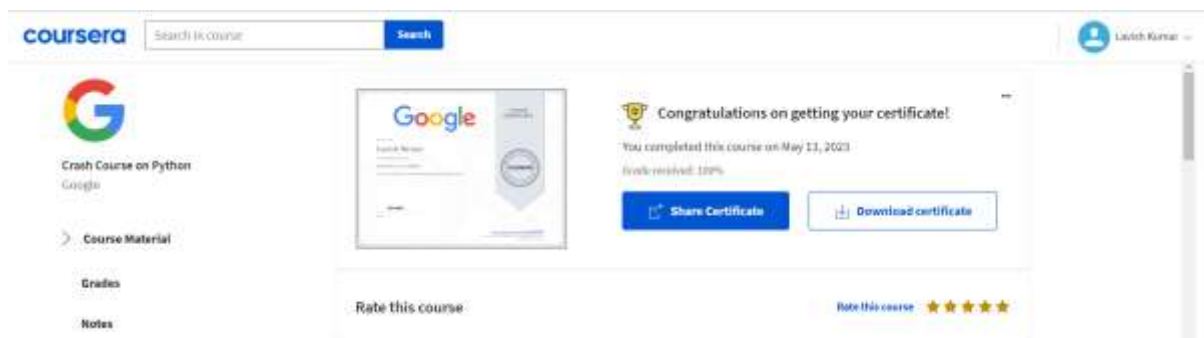 coursera
Search in course
Search
Lavish Kumar
Crash Course on Python
Google
Course Material
Grades
Notes
Google
Congratulations on getting your certificate!
You completed this course on May 13, 2023
Grade received: 100%
Share Certificate
Download certificate
Rate this course
Rate this course